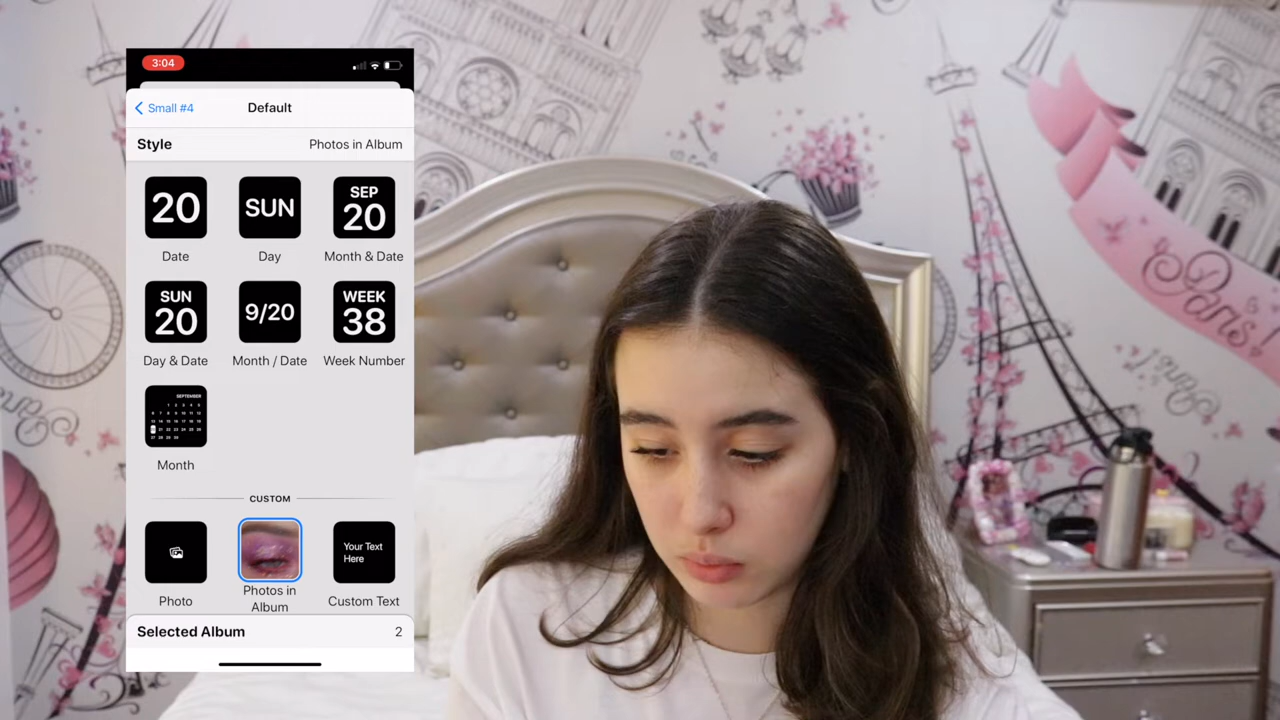 3:04
Small #4
Default
Style
Photos in Album
20
SUN
SEP
20
Date
Day
Month & Date
SUN
20
9/20
WEEK
38
Day & Date
Month / Date
Week Number
SEPTEMBER
Month
CUSTOM
Your Text
Here
Photo
Photos in
Album
Custom Text
Selected Album
2
Paris!